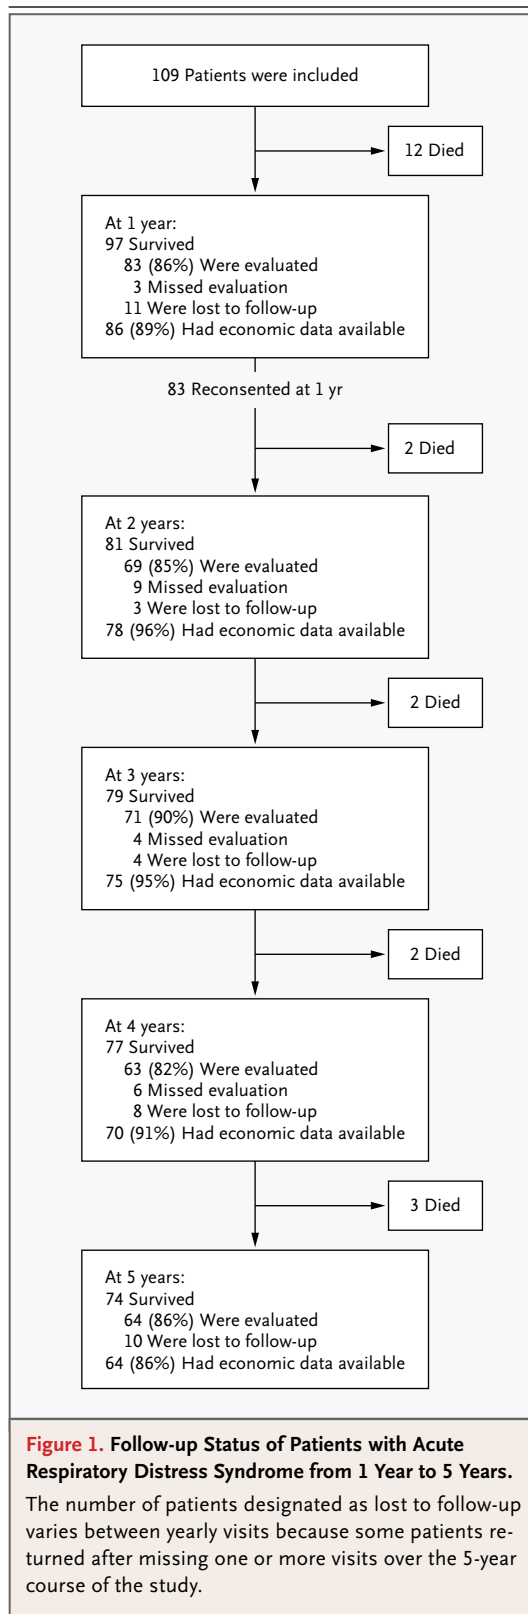 109 Patients were included
12 Died
At 1 year:
97 Survived
83 (86%) Were evaluated
3 Missed evaluation
11 Were lost to follow-up
86 (89%) Had economic data available
83 Reconsented at 1 yr
2 Died
At 2 years:
81 Survived
69 (85%) Were evaluated
9 Missed evaluation
3 Were lost to follow-up
78 (96%) Had economic data available
2 Died
At 3 years:
79 Survived
71 (90%) Were evaluated
4 Missed evaluation
4 Were lost to follow-up
75 (95%) Had economic data available
2 Died
At 4 years:
77 Survived
63 (82%) Were evaluated
6 Missed evaluation
8 Were lost to follow-up
70 (91%) Had economic data available
3 Died
At 5 years:
74 Survived
64 (86%) Were evaluated
10 Were lost to follow-up
64 (86%) Had economic data available
Figure 1. Follow-up Status of Patients with Acute
Respiratory Distress Syndrome from 1 Year to 5 Years.
The number of patients designated as lost to follow-up
varies between yearly visits because some patients re-
turned after missing one or more visits over the 5-year
course of the study.